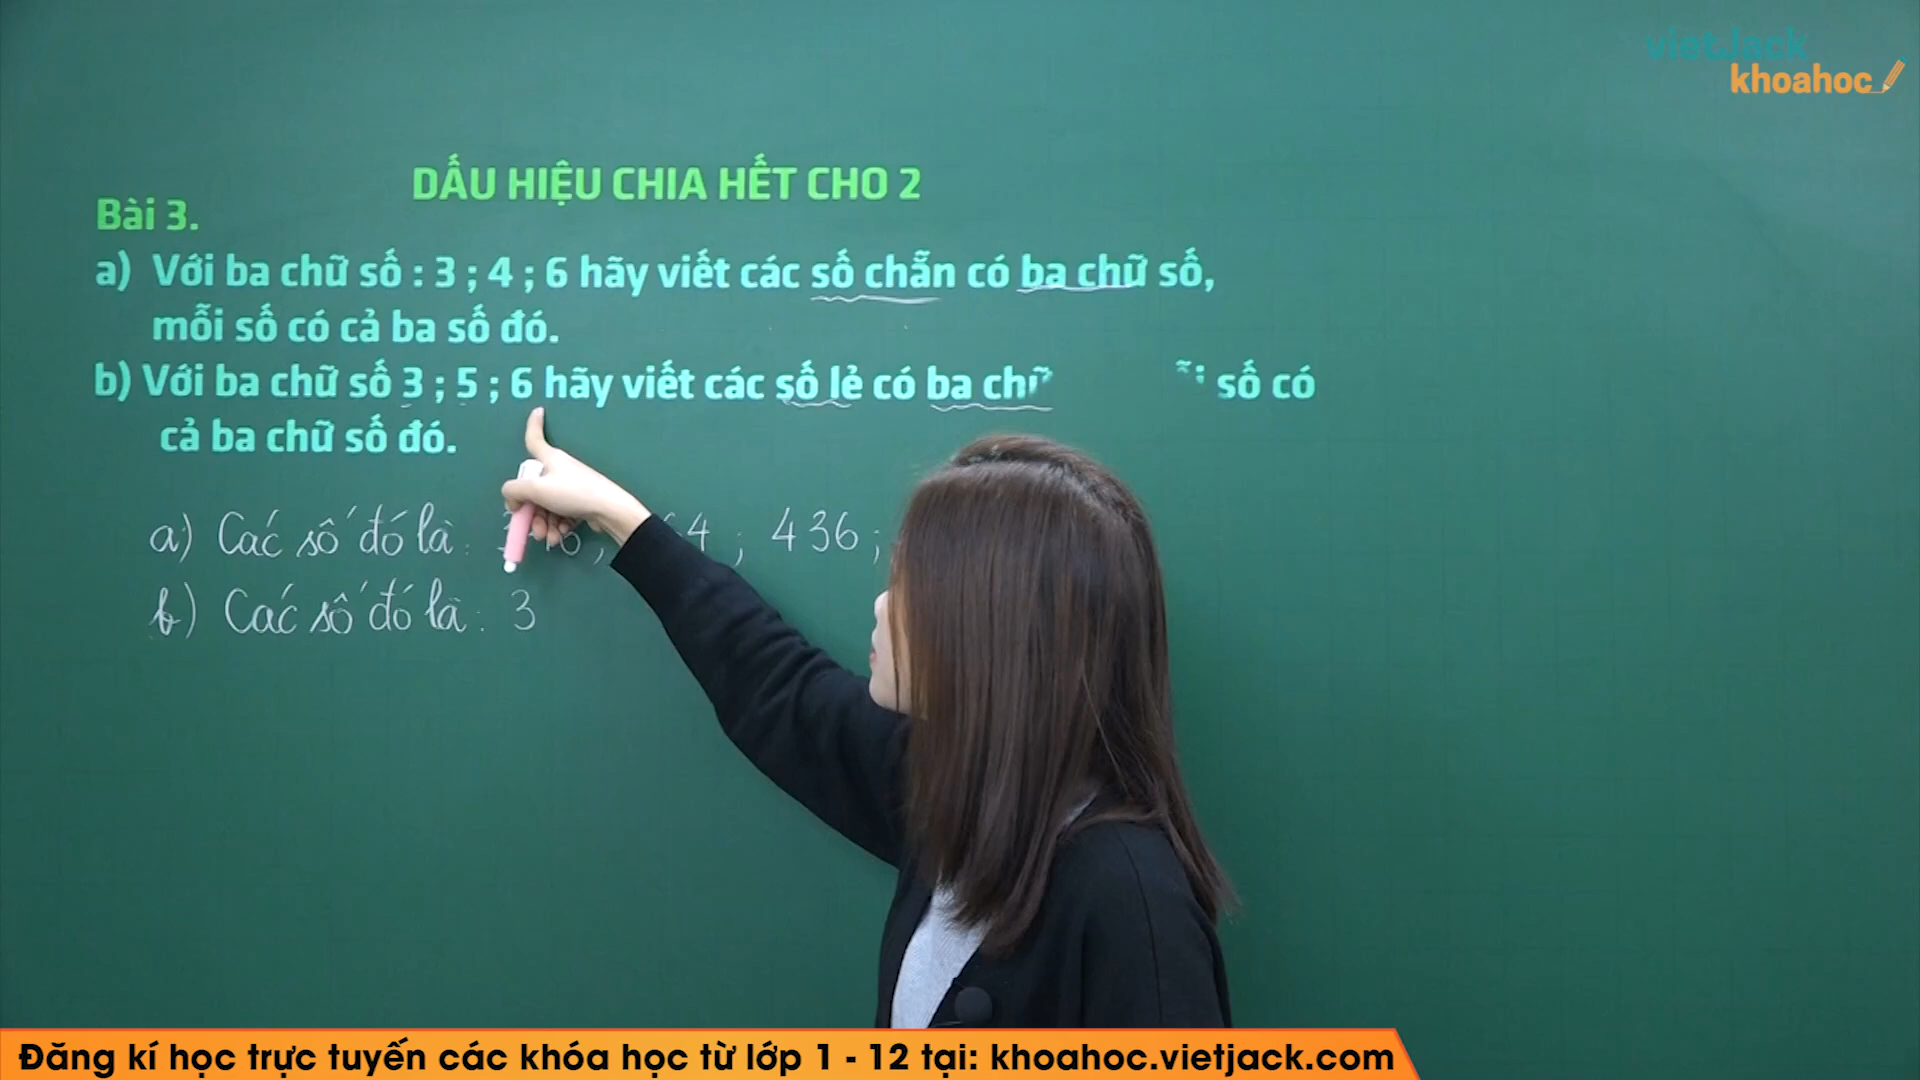 vietJack
khoahoc
DẤU HIỆU CHIA HẾT CHO 2
Bài 3.
a) Với ba chữ số : 3 ; 4 ; 6 hãy viết các số chẵn có ba chữ số,
mỗi số có cả ba số đó.
b) Với ba chữ số 3 ; 5 ; 6 hãy viết các số lẻ có ba chữ số có
cả ba chữ số đó.
a) Các số đó là: 64 ; 436 ;
b) Các số đó là: 3
Đăng kí học trực tuyến các khóa học từ lớp 1 - 12 tại: khoahoc.vietjack.com